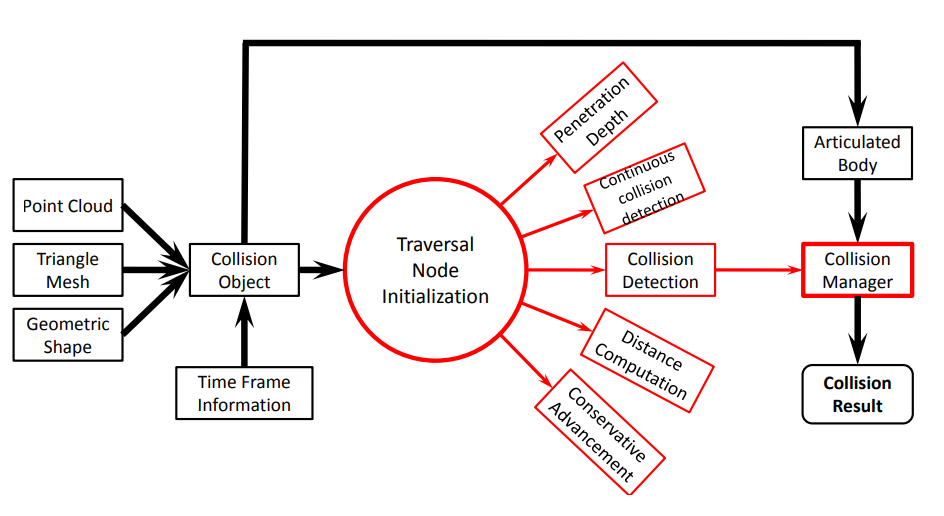 Point Cloud
Triangle
Mesh
Geometric
Shape
Collision
Object
Time Frame
Information
Traversal
Node
Initialization
Penetration
Depth
Continuous
collision
detection
Collision
Detection
Distance
Computation
Conservative
Advancement
Articulated
Body
Collision
Manager
Collision
Result